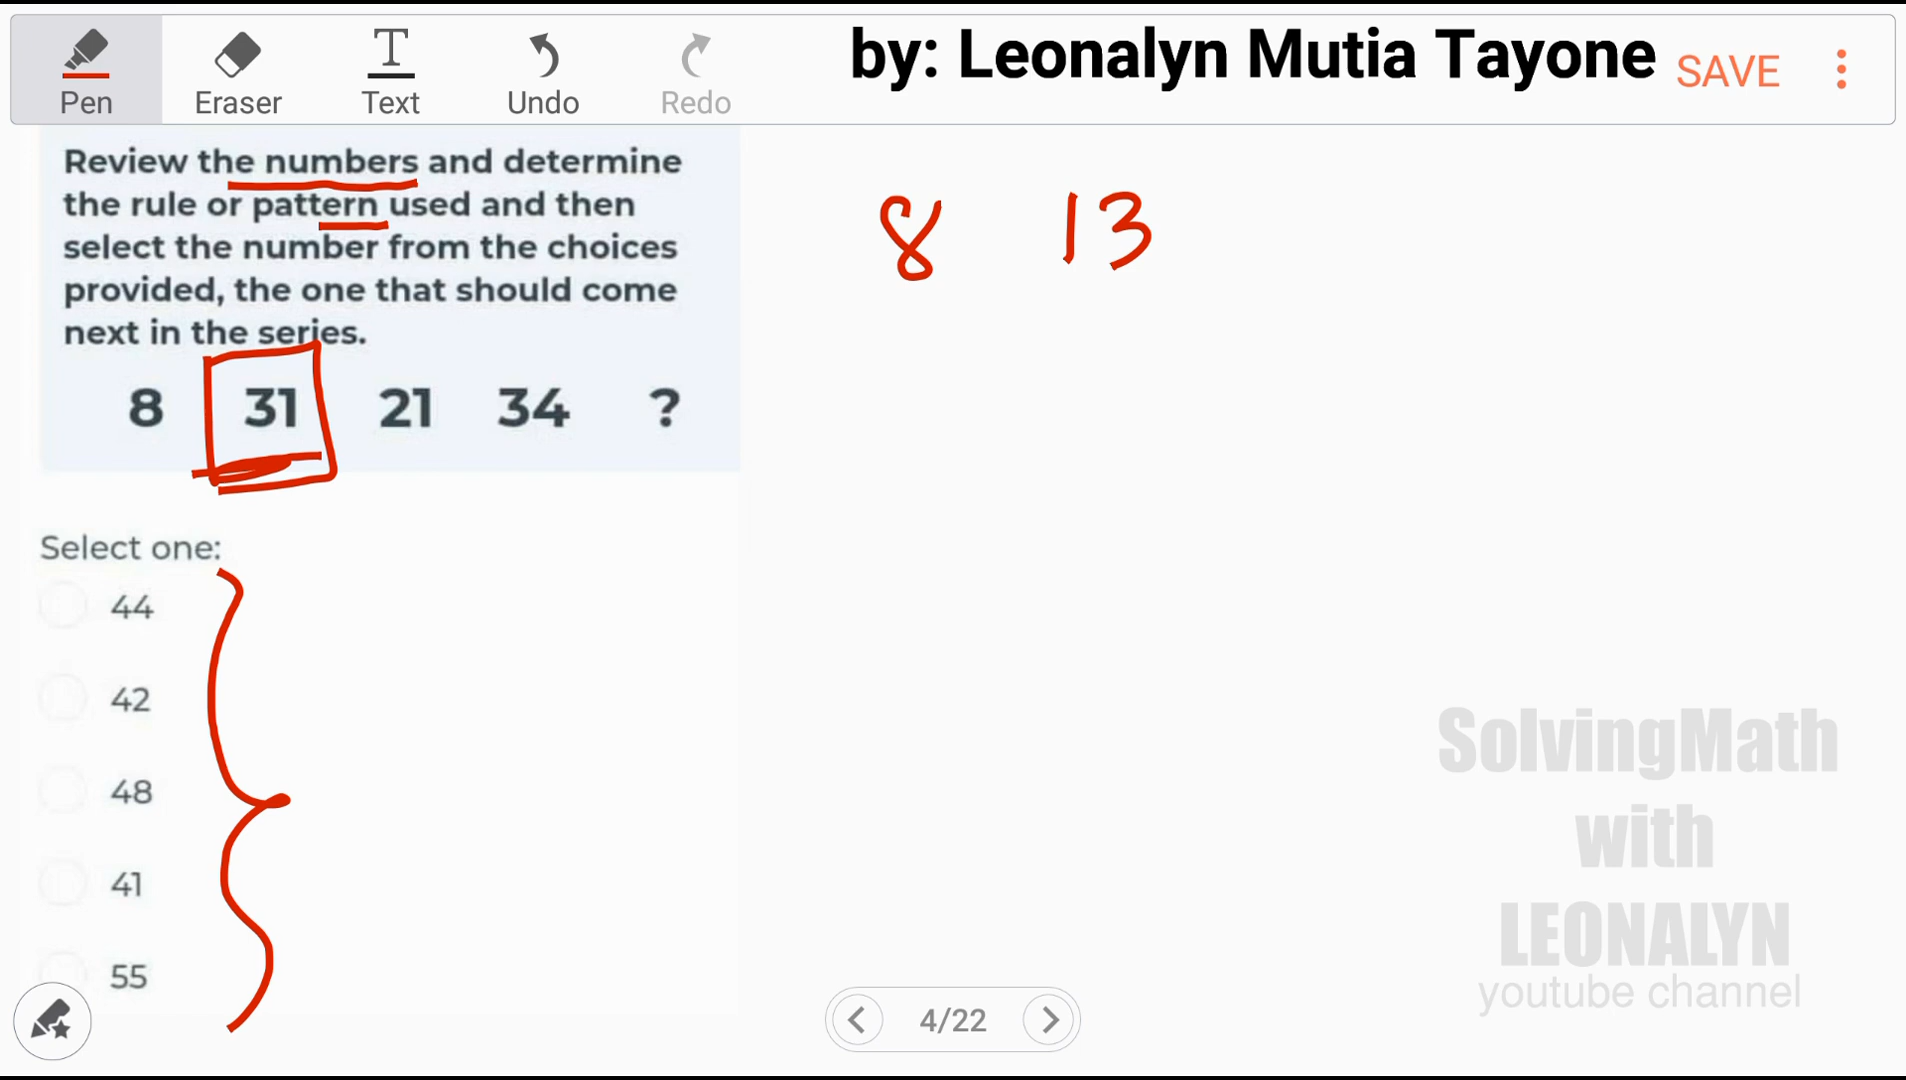 by: Leonalyn Mutia Tayone
Pen Eraser Text Undo Redo SAVE
Review the numbers and determine
the rule or pattern used and then
select the number from the choices
provided, the one that should come
next in the series.
8 31 21 34 ?
8 13
Select one:
44
42
48
41
55
4/22
SolvingMath
with
LEONALYN
youtube channel